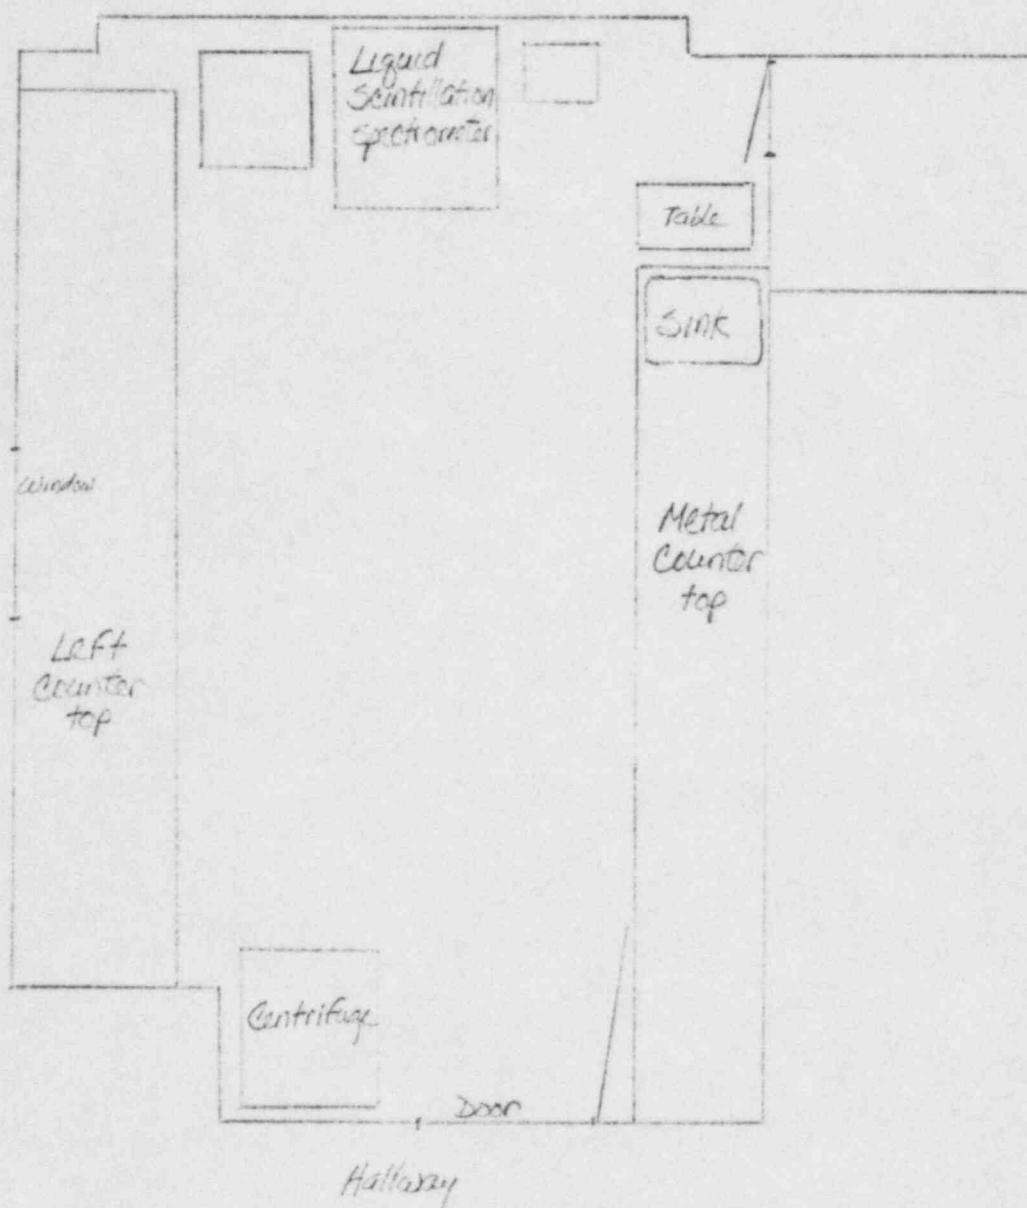 Liquid
Scintillation
Spectrometer
Table
Sink
Window
Metal
Counter
top
Left
Counter
top
Centrifuge
Door
Hallway